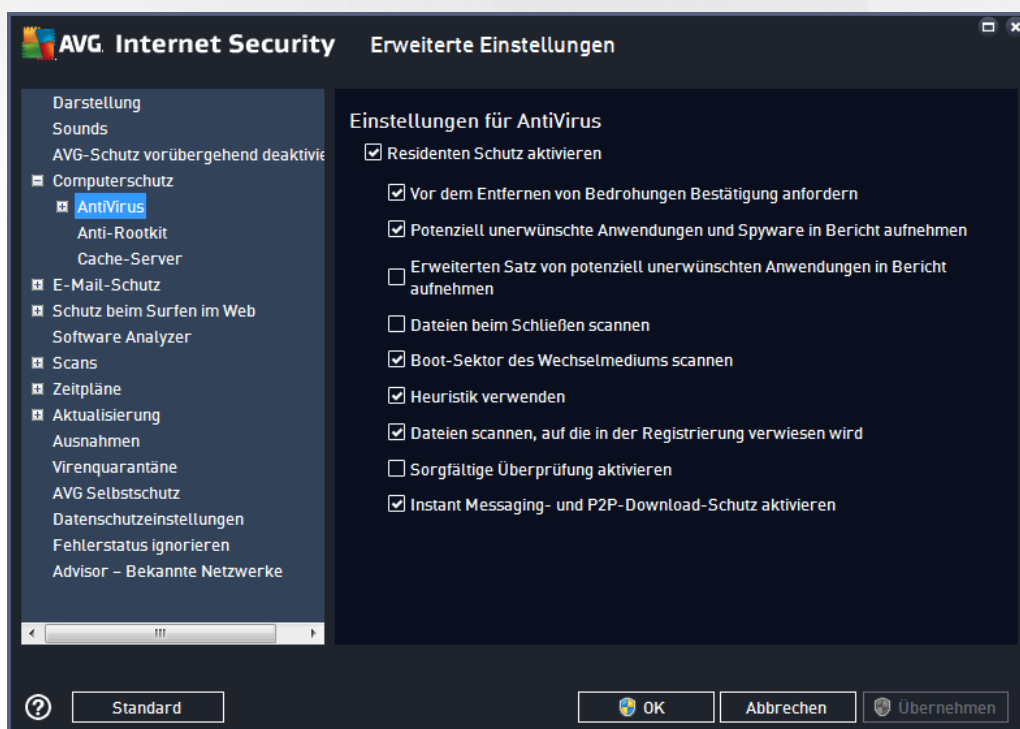 AVG. Internet Security Erweiterte Einstellungen
Darstellung
Sounds
AVG-Schutz vorübergehend deaktivie
Computerschutz
AntiVirus
Anti-Rootkit
Cache-Server
E-Mail-Schutz
Schutz beim Surfen im Web
Software Analyzer
Scans
Zeitpläne
Aktualisierung
Ausnahmen
Virenquarantäne
AVG Selbstschutz
Datenschutzeinstellungen
Fehlerstatus ignorieren
Advisor – Bekannte Netzwerke
Einstellungen für AntiVirus
Residenten Schutz aktivieren
Vor dem Entfernen von Bedrohungen Bestätigung anfordern
Potenziell unerwünschte Anwendungen und Spyware in Bericht aufnehmen
Erweiterten Satz von potenziell unerwünschten Anwendungen in Bericht
aufnehmen
Dateien beim Schließen scannen
Boot-Sektor des Wechselmediums scannen
Heuristik verwenden
Dateien scannen, auf die in der Registrierung verwiesen wird
Sorgfältige Überprüfung aktivieren
Instant Messaging- und P2P-Download-Schutz aktivieren
Standard
OK
Abbrechen
Übernehmen